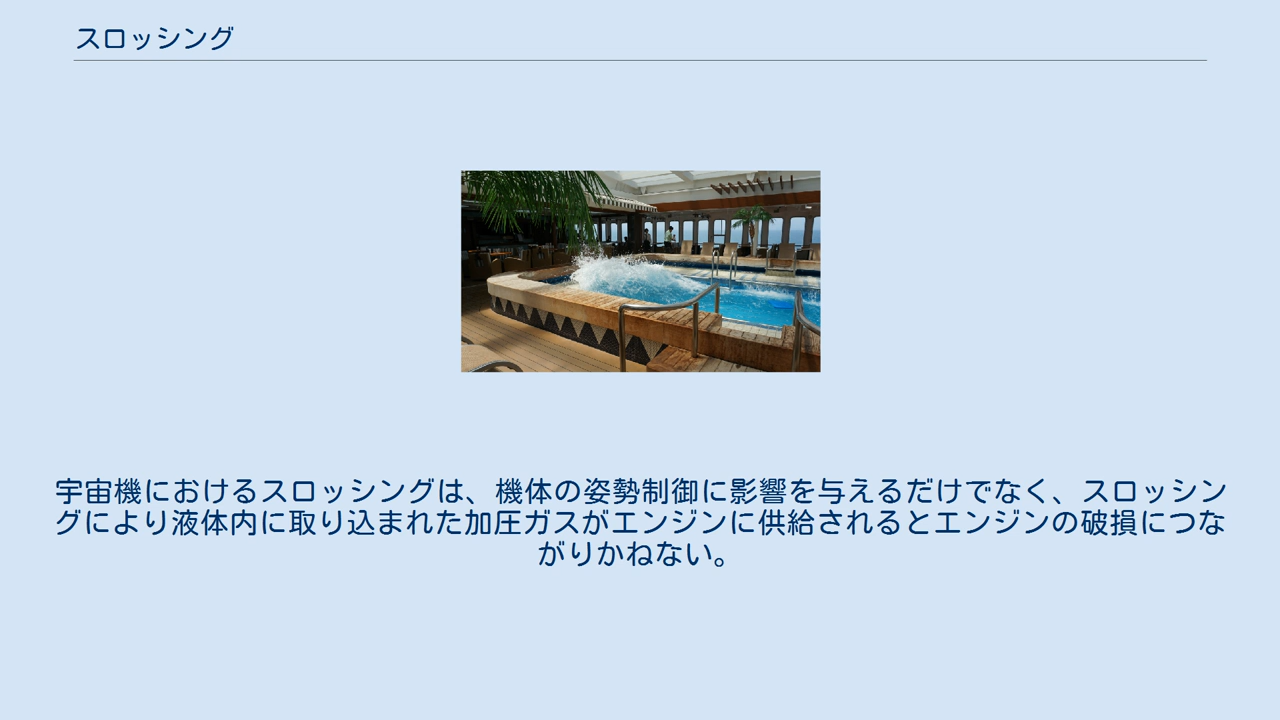 スロッシング
宇宙機におけるスロッシングは、機体の姿勢制御に影響を与えるだけでなく、スロッシン
グにより液体内に取り込まれた加圧ガスがエンジンに供給されるとエンジンの破損につな
がりかねない。